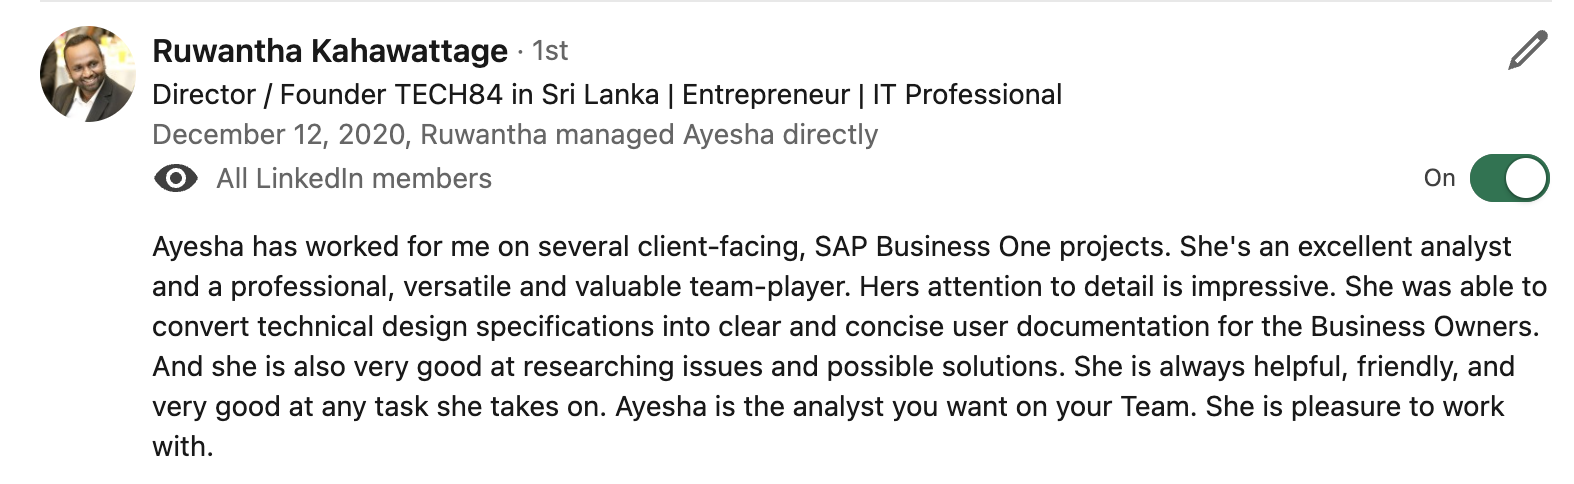 Ruwantha Kahawattage · 1st
Director / Founder TECH84 in Sri Lanka | Entrepreneur | IT Professional
December 12, 2020, Ruwantha managed Ayesha directly
All LinkedIn members
On
Ayesha has worked for me on several client-facing, SAP Business One projects. She's an excellent analyst
and a professional, versatile and valuable team-player. Hers attention to detail is impressive. She was able to
convert technical design specifications into clear and concise user documentation for the Business Owners.
And she is also very good at researching issues and possible solutions. She is always helpful, friendly, and
very good at any task she takes on. Ayesha is the analyst you want on your Team. She is pleasure to work
with.